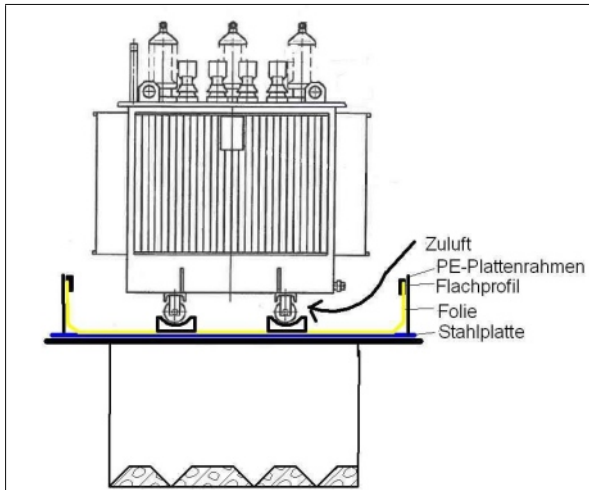 Zuluft
PE-Plattenrahmen
Flachprofil
Folie
Stahlplatte